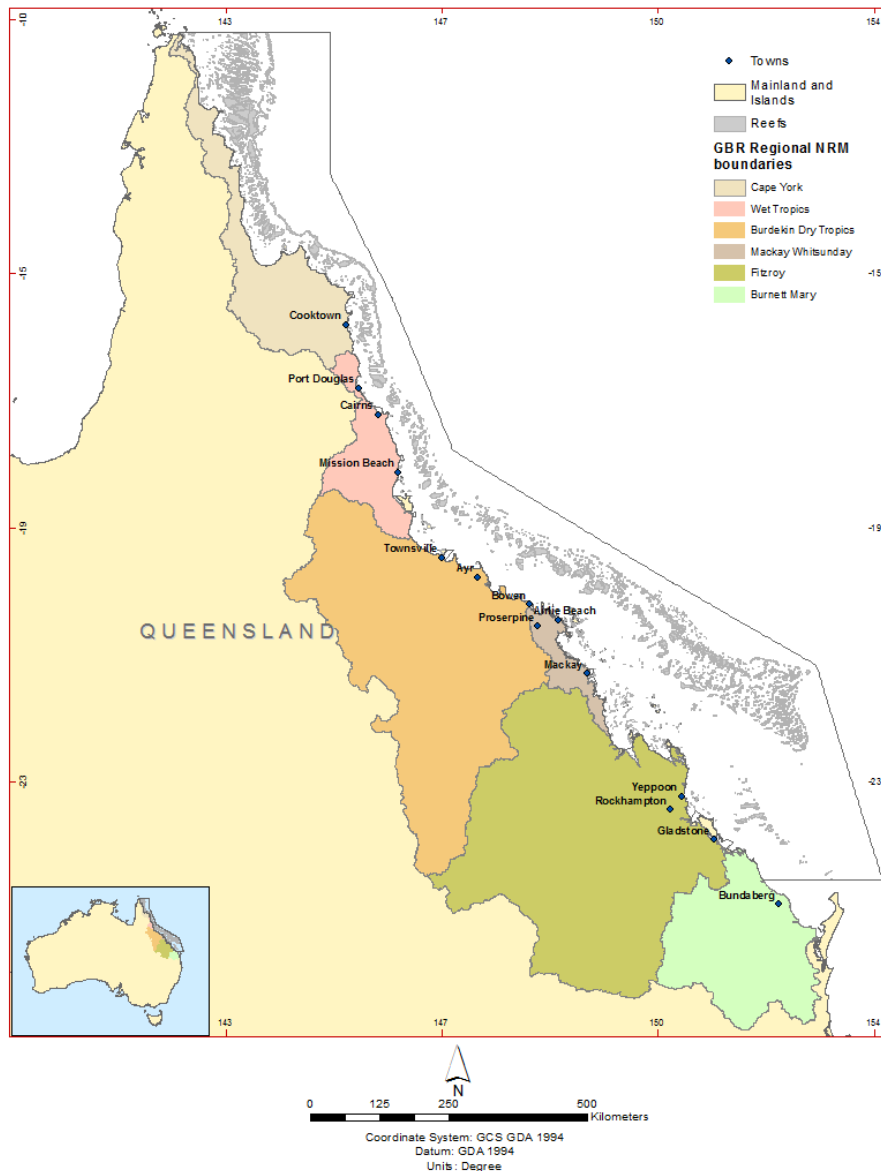 143
147
150
154
-10
-10
Towns
Mainland and
Islands
Reefs
GBR Regional NRM
boundaries
Cape York
Wet Tropics
Burdekin Dry Tropics
Mackay Whitsunday
Fitzroy
Burnett Mary
-15
-15
Cooktown
Port Douglas
Cairns
Mission Beach
-19
-19
Townsville
Ayr
Bowen
Airlie Beach
Proserpine
QUEENSLAND
Mackay
-23
-23
Yeppoon
Rockhampton
Gladstone
Bundaberg
143
147
150
154
N
0 125 250 500
Kilometers
Coordinate System: GCS GDA 1994
Datum: GDA 1994
Units: Degree